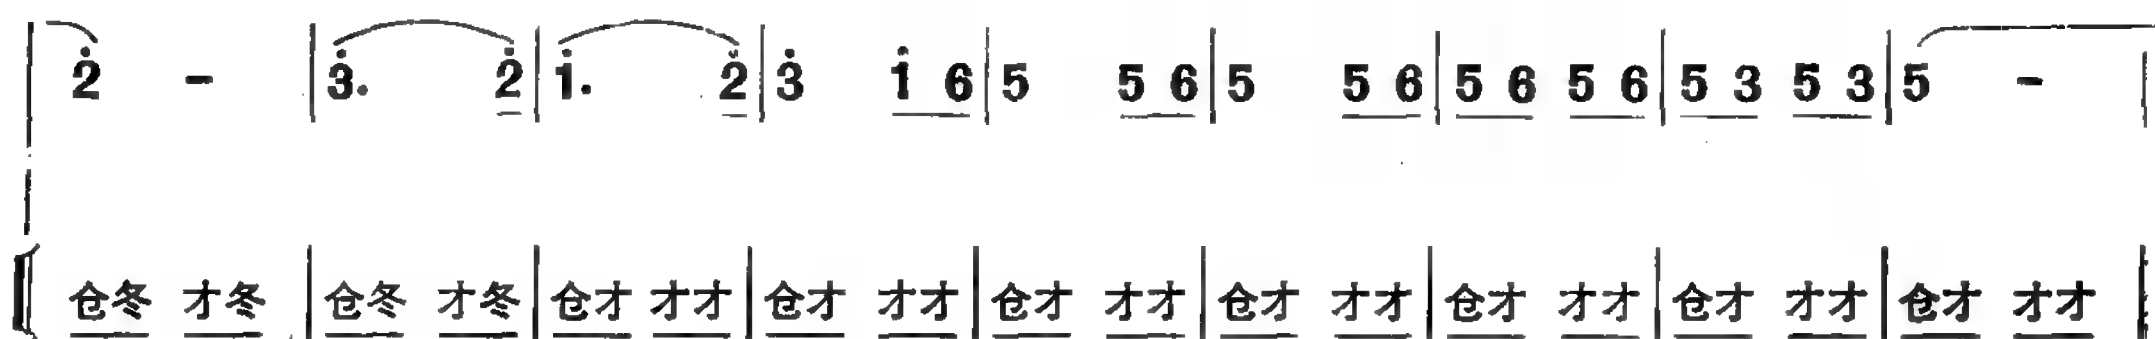 2̇ - | 3̇. 2̇ | 1̇. 2̇ | 3̇ 1̇ 6 | 5 5 6 | 5 5 6 | 5 6 5 6 | 5 3 5 3 | 5 - |
仓冬 才冬 | 仓冬 才冬 | 仓才 才才 | 仓才 才才 | 仓才 才才 | 仓才 才才 | 仓才 才才 | 仓才 才才 | 仓才 才才 |